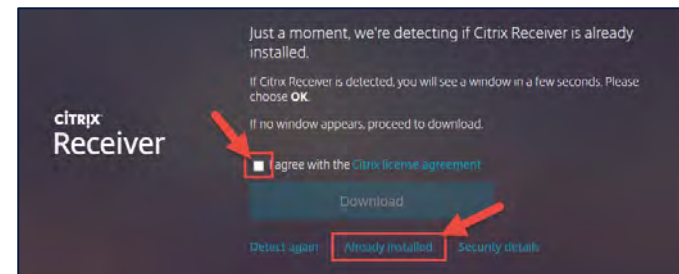 Just a moment, we're detecting if Citrix Receiver is already
installed.
If Citrix Receiver is detected, you will see a window in a few seconds. Please
choose OK.
If no window appears, proceed to download.
CITRIX
Receiver
I agree with the Citrix license agreement
Download
Detect again Already installed Security details